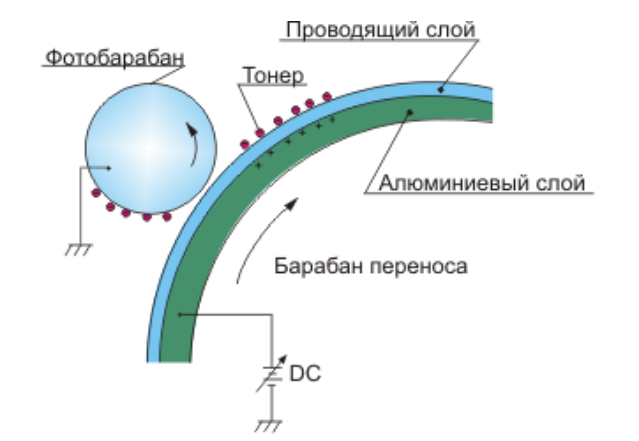 Проводящий слой
Фотобарабан
Тонер
Алюминиевый слой
Барабан переноса
DC